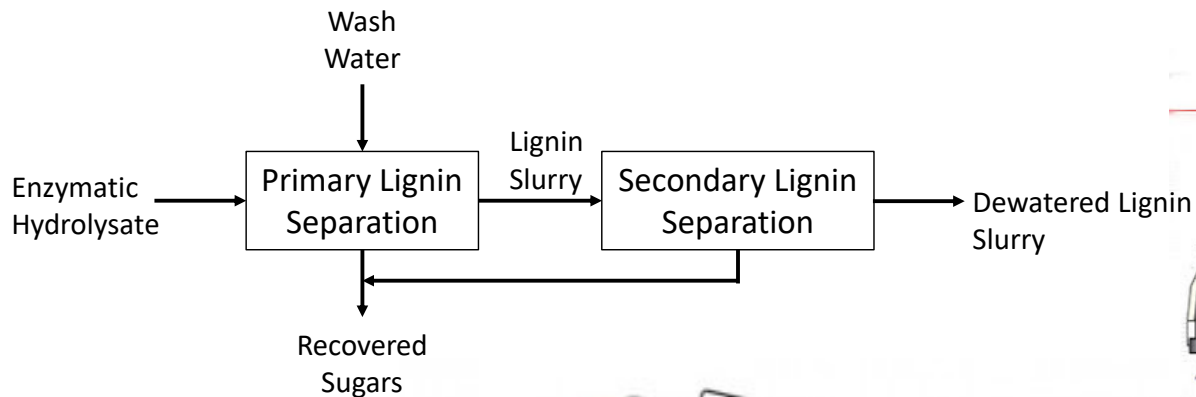 Wash
Water
Enzymatic
Hydrolysate
Primary Lignin
Separation
Lignin
Slurry
Secondary Lignin
Separation
Dewatered Lignin
Slurry
Recovered
Sugars